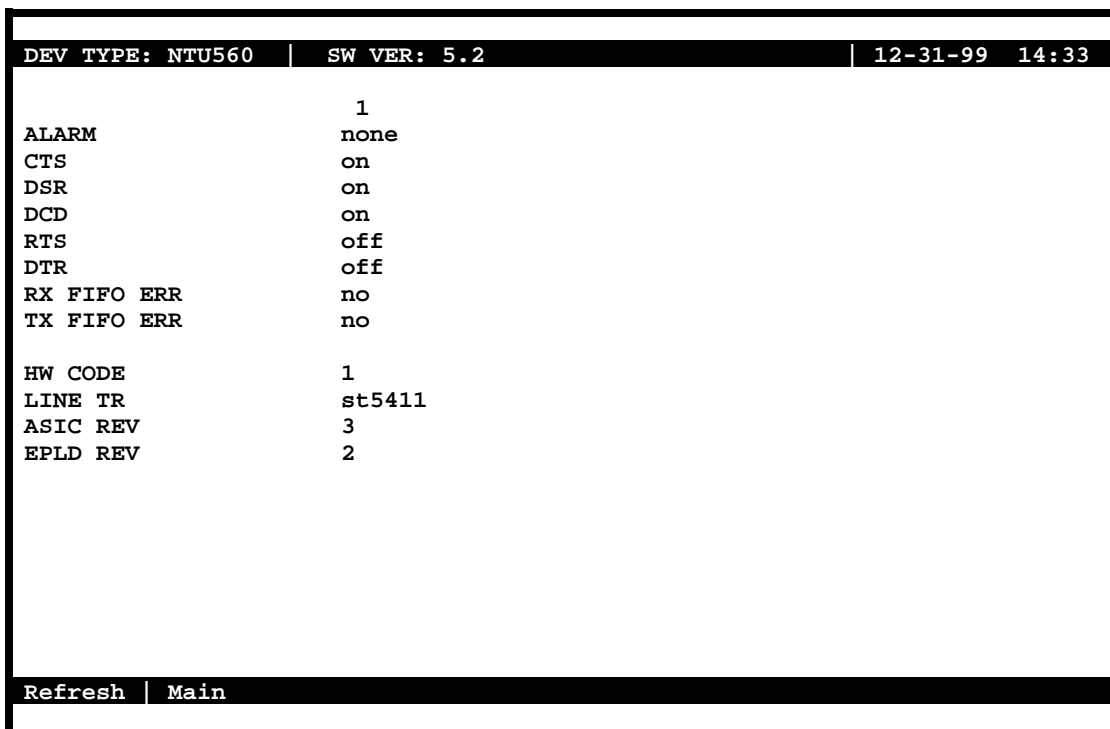 DEV TYPE: NTU560 | SW VER: 5.2 | 12-31-99 14:33
1
ALARM none
CTS on
DSR on
DCD on
RTS off
DTR off
RX FIFO ERR no
TX FIFO ERR no
HW CODE 1
LINE TR st5411
ASIC REV 3
EPLD REV 2
Refresh | Main